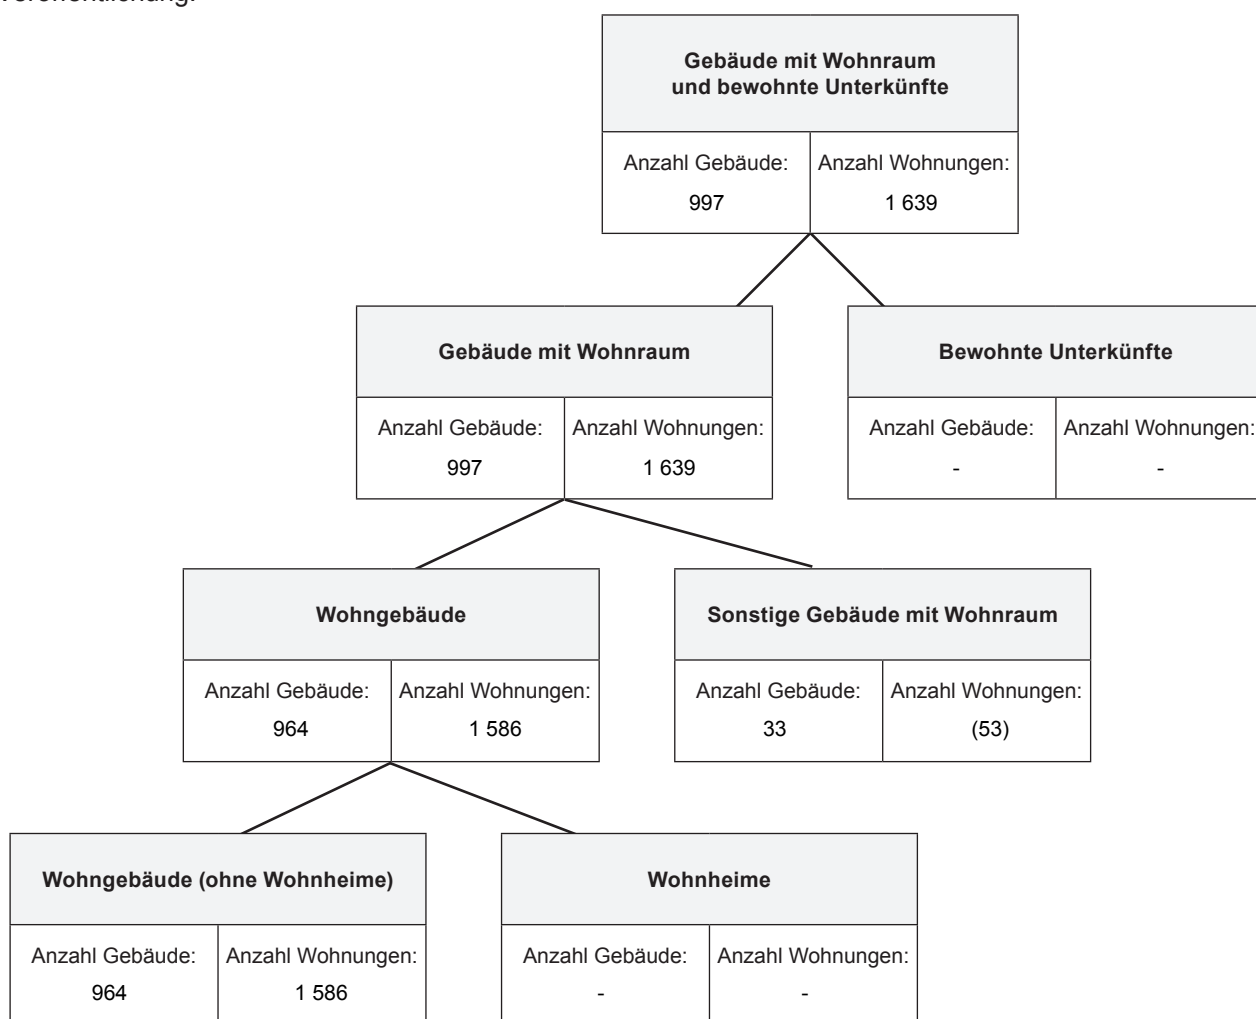 Veröffentlichung.
Gebäude mit Wohnraum
und bewohnte Unterkünfte
Anzahl Gebäude: Anzahl Wohnungen:
997 1 639
Gebäude mit Wohnraum Bewohnte Unterkünfte
Anzahl Gebäude: Anzahl Wohnungen: Anzahl Gebäude: Anzahl Wohnungen:
997 1 639 - -
Wohngebäude Sonstige Gebäude mit Wohnraum
Anzahl Gebäude: Anzahl Wohnungen: Anzahl Gebäude: Anzahl Wohnungen:
964 1 586 33 (53)
Wohngebäude (ohne Wohnheime) Wohnheime
Anzahl Gebäude: Anzahl Wohnungen: Anzahl Gebäude: Anzahl Wohnungen:
964 1 586 - -